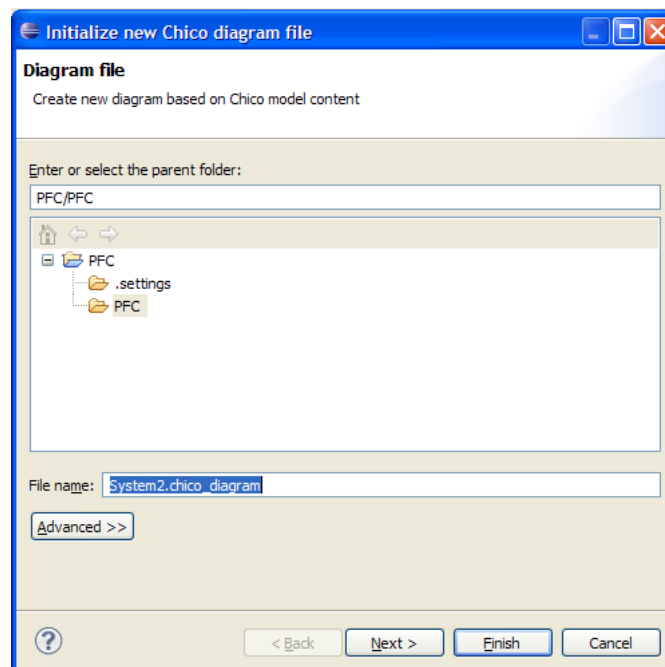 Initialize new Chico diagram file
Diagram file
Create new diagram based on Chico model content
Enter or select the parent folder:
PFC/PFC
PFC
.settings
PFC
File name: System2.chico_diagram
Advanced >>
? < Back Next > Finish Cancel